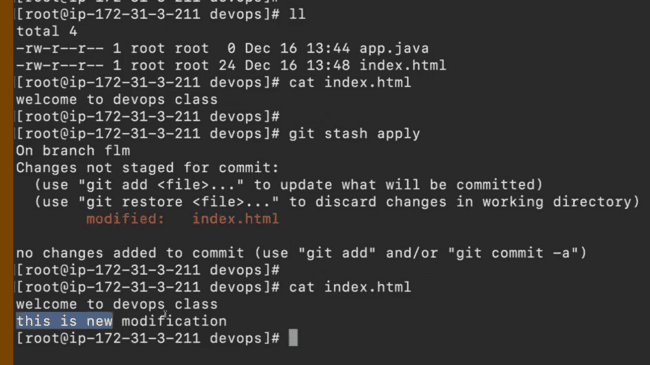 [root@ip-172-31-3-211 devops]#
[root@ip-172-31-3-211 devops]# ll
total 4
-rw-r--r-- 1 root root  0 Dec 16 13:44 app.java
-rw-r--r-- 1 root root 24 Dec 16 13:48 index.html
[root@ip-172-31-3-211 devops]# cat index.html
welcome to devops class
[root@ip-172-31-3-211 devops]#
[root@ip-172-31-3-211 devops]# git stash apply
On branch flm
Changes not staged for commit:
  (use "git add <file>..." to update what will be committed)
  (use "git restore <file>..." to discard changes in working directory)
        modified:   index.html
no changes added to commit (use "git add" and/or "git commit -a")
[root@ip-172-31-3-211 devops]#
[root@ip-172-31-3-211 devops]# cat index.html
welcome to devops class
this is new modification
[root@ip-172-31-3-211 devops]#